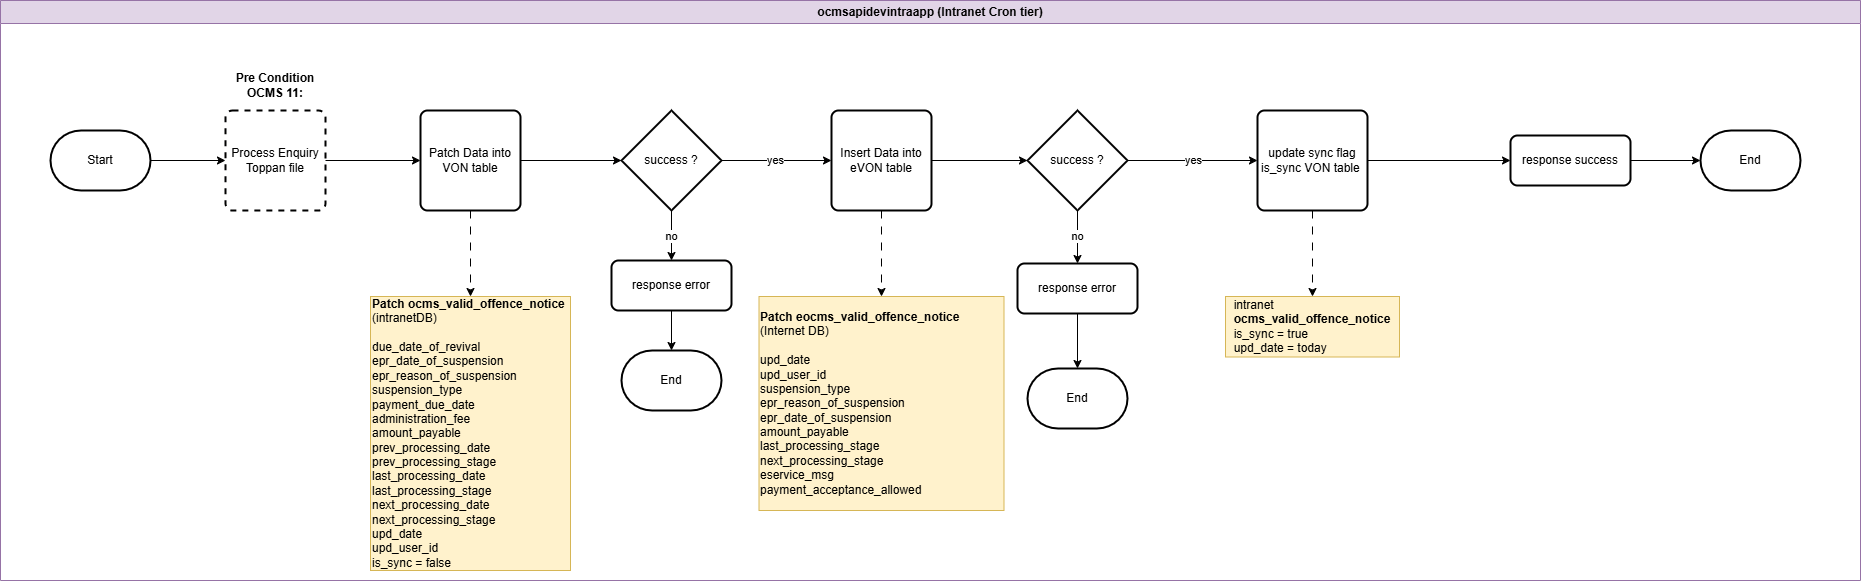 ocmsapidevintraapp (Intranet Cron tier)
Pre Condition
OCMS 11:
Start
Process Enquiry
Toppan file
Patch Data into
VON table
success ?
yes
Insert Data into
eVON table
success ?
yes
update sync flag
is_sync VON table
response success
End
no
response error
End
no
response error
End
Patch ocms_valid_offence_notice
(intranetDB)
due_date_of_revival
epr_date_of_suspension
epr_reason_of_suspension
suspension_type
payment_due_date
administration_fee
amount_payable
prev_processing_date
prev_processing_stage
last_processing_date
last_processing_stage
next_processing_date
next_processing_stage
upd_date
upd_user_id
is_sync = false
Patch eocms_valid_offence_notice
(Internet DB)
upd_date
upd_user_id
suspension_type
epr_reason_of_suspension
epr_date_of_suspension
amount_payable
last_processing_stage
next_processing_stage
eservice_msg
payment_acceptance_allowed
intranet
ocms_valid_offence_notice
is_sync = true
upd_date = today